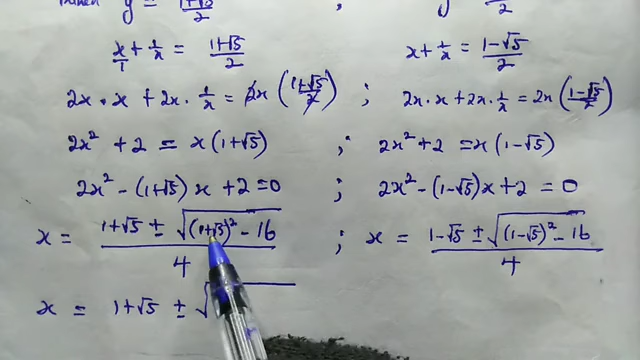 y = (1+√5)/2 ; y
x/1 + 1/x = (1+√5)/2
x + 1/x = (1-√5)/2
2x • x + 2x • 1/x = 2x ((1+√5)/2) ; 2x • x + 2x • 1/x = 2x ((1-√5)/2)
2x² + 2 = x (1+√5) ; 2x² + 2 = x (1-√5)
2x² - (1+√5) x + 2 = 0 ; 2x² - (1-√5) x + 2 = 0
x = (1+√5 ± √((1+√5)² - 16))/4 ; x = (1-√5 ± √((1-√5)² - 16))/4
x = 1+√5 ± √